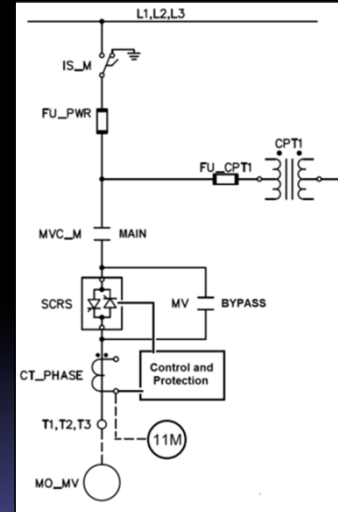 L1,L2,L3
IS_M
FU_PWR
CPT1
FU_CPT1
MVC_M MAIN
SCRS
MV BYPASS
Control and
Protection
CT_PHASE
T1,T2,T3
11M
MO_MV